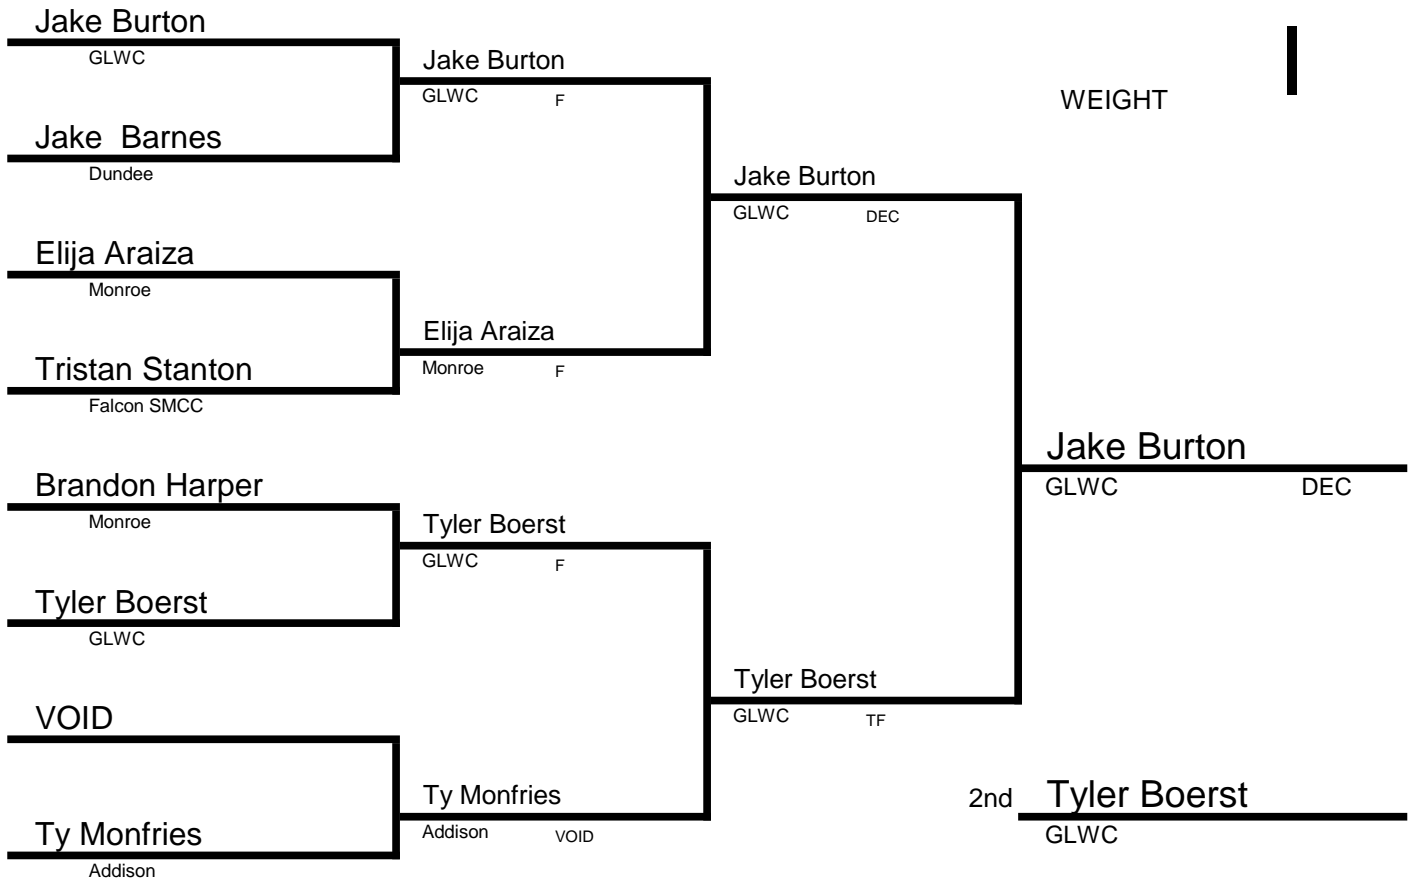 Jake Burton
GLWC
Jake Burton
GLWC F
WEIGHT
Jake  Barnes
Dundee
Jake Burton
GLWC DEC
Elija Araiza
Monroe
Elija Araiza
Monroe F
Tristan Stanton
Falcon SMCC
Jake Burton
GLWC DEC
Brandon Harper
Monroe
Tyler Boerst
GLWC F
Tyler Boerst
GLWC
Tyler Boerst
GLWC TF
VOID
Ty Monfries
Addison VOID
2nd Tyler Boerst
GLWC
Ty Monfries
Addison